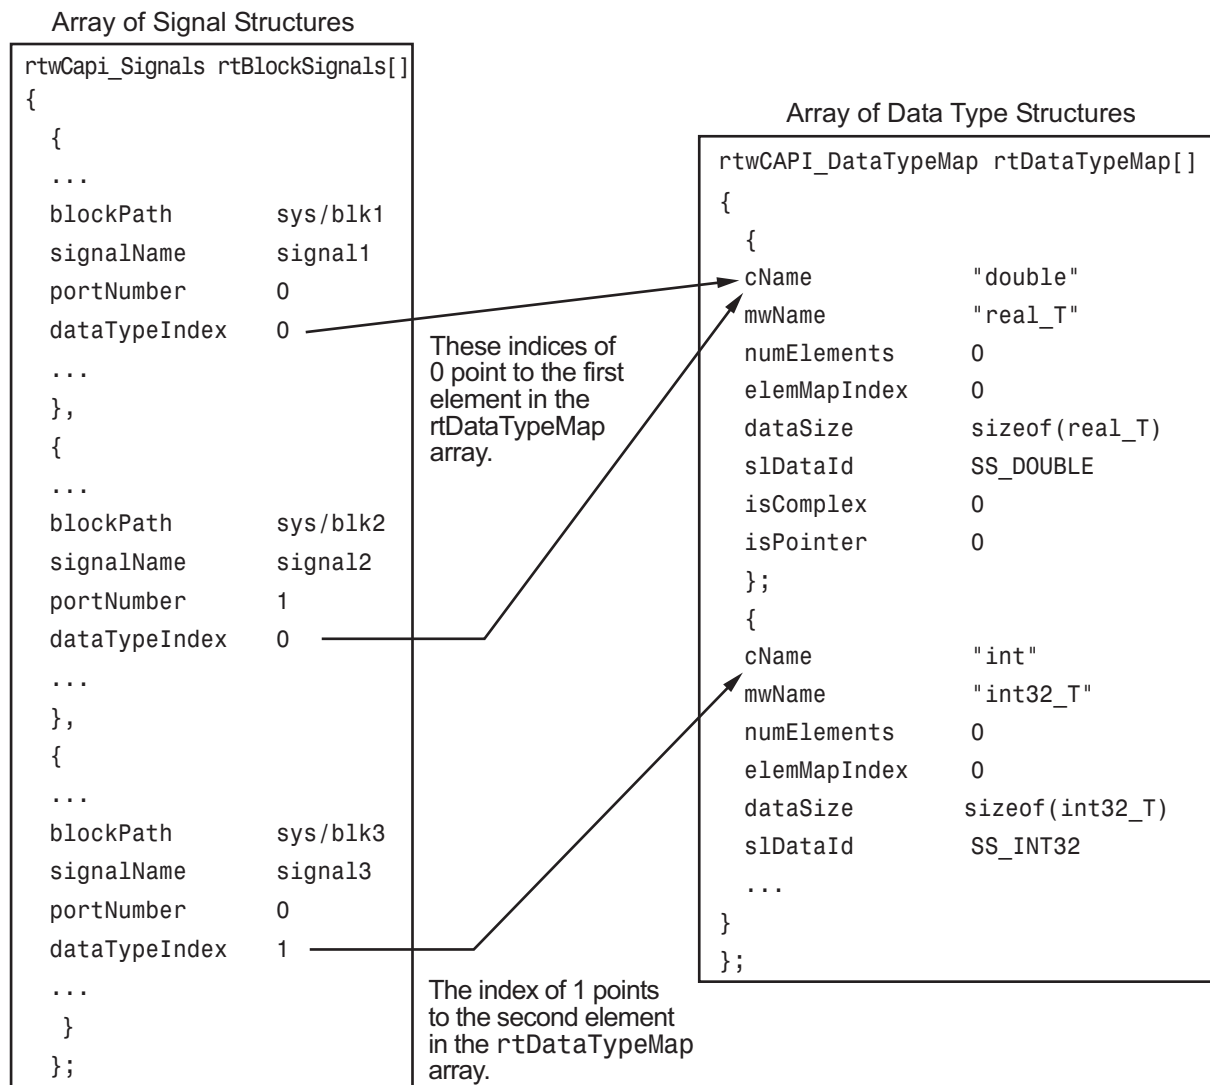 Array of Signal Structures
rtwCapi_Signals rtBlockSignals[]
{
{
...
blockPath sys/blk1
signalName signal1
portNumber 0
dataTypeIndex 0
...
},
{
...
blockPath sys/blk2
signalName signal2
portNumber 1
dataTypeIndex 0
...
},
{
...
blockPath sys/blk3
signalName signal3
portNumber 0
dataTypeIndex 1
...
}
};
These indices of
0 point to the first
element in the
rtDataTypeMap
array.
The index of 1 points
to the second element
in the rtDataTypeMap
array.
Array of Data Type Structures
rtwCAPI_DataTypeMap rtDataTypeMap[]
{
{
cName "double"
mwName "real_T"
numElements 0
elemMapIndex 0
dataSize sizeof(real_T)
slDataId SS_DOUBLE
isComplex 0
isPointer 0
};
{
cName "int"
mwName "int32_T"
numElements 0
elemMapIndex 0
dataSize sizeof(int32_T)
slDataId SS_INT32
...
}
};